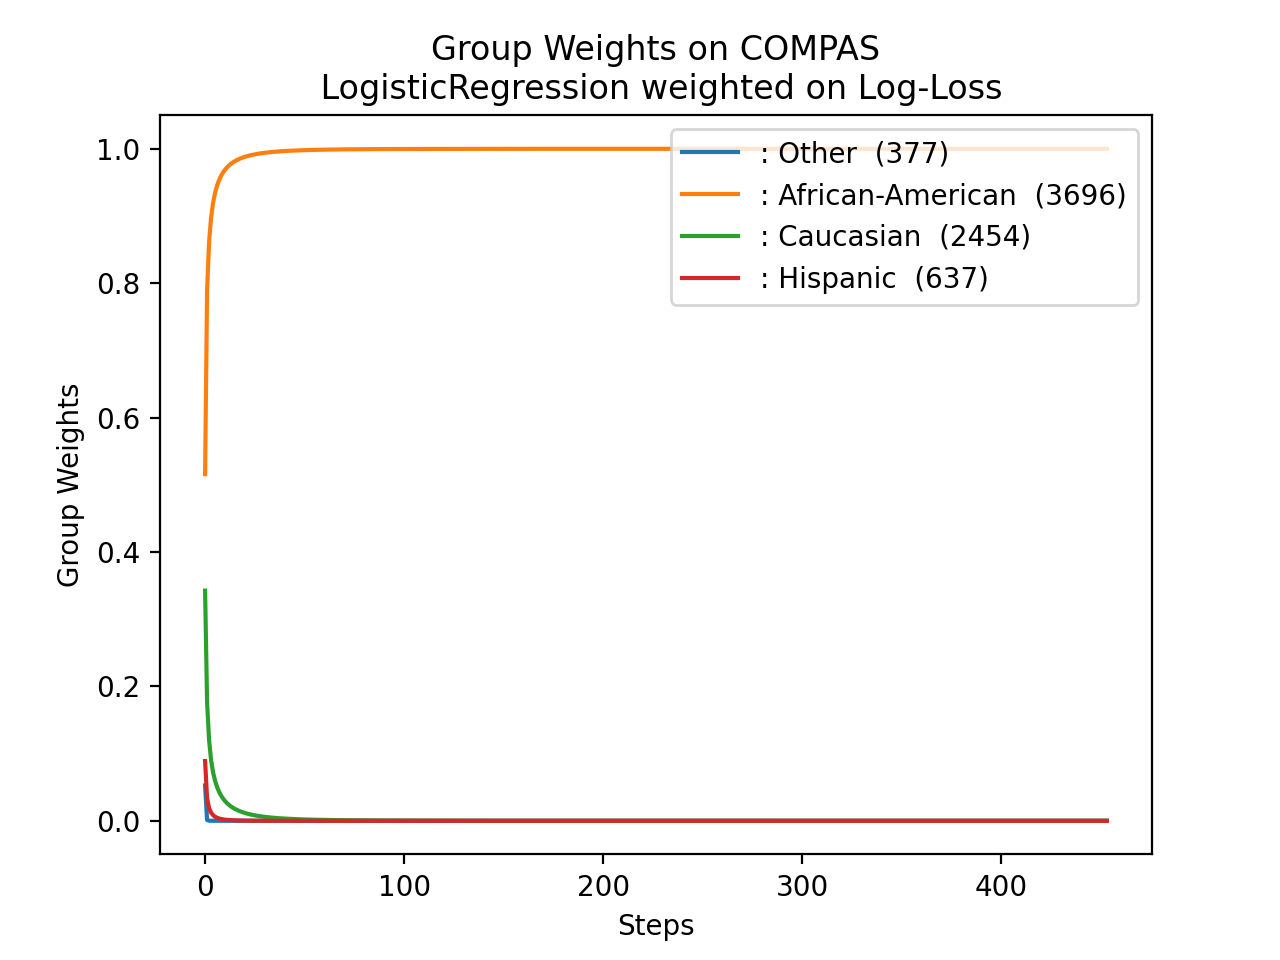 Group Weights on COMPAS
LogisticRegression weighted on Log-Loss
Group Weights
1.0
0.8
0.6
0.4
0.2
0.0
: Other (377)
: African-American (3696)
: Caucasian (2454)
: Hispanic (637)
0 100 200 300 400
Steps